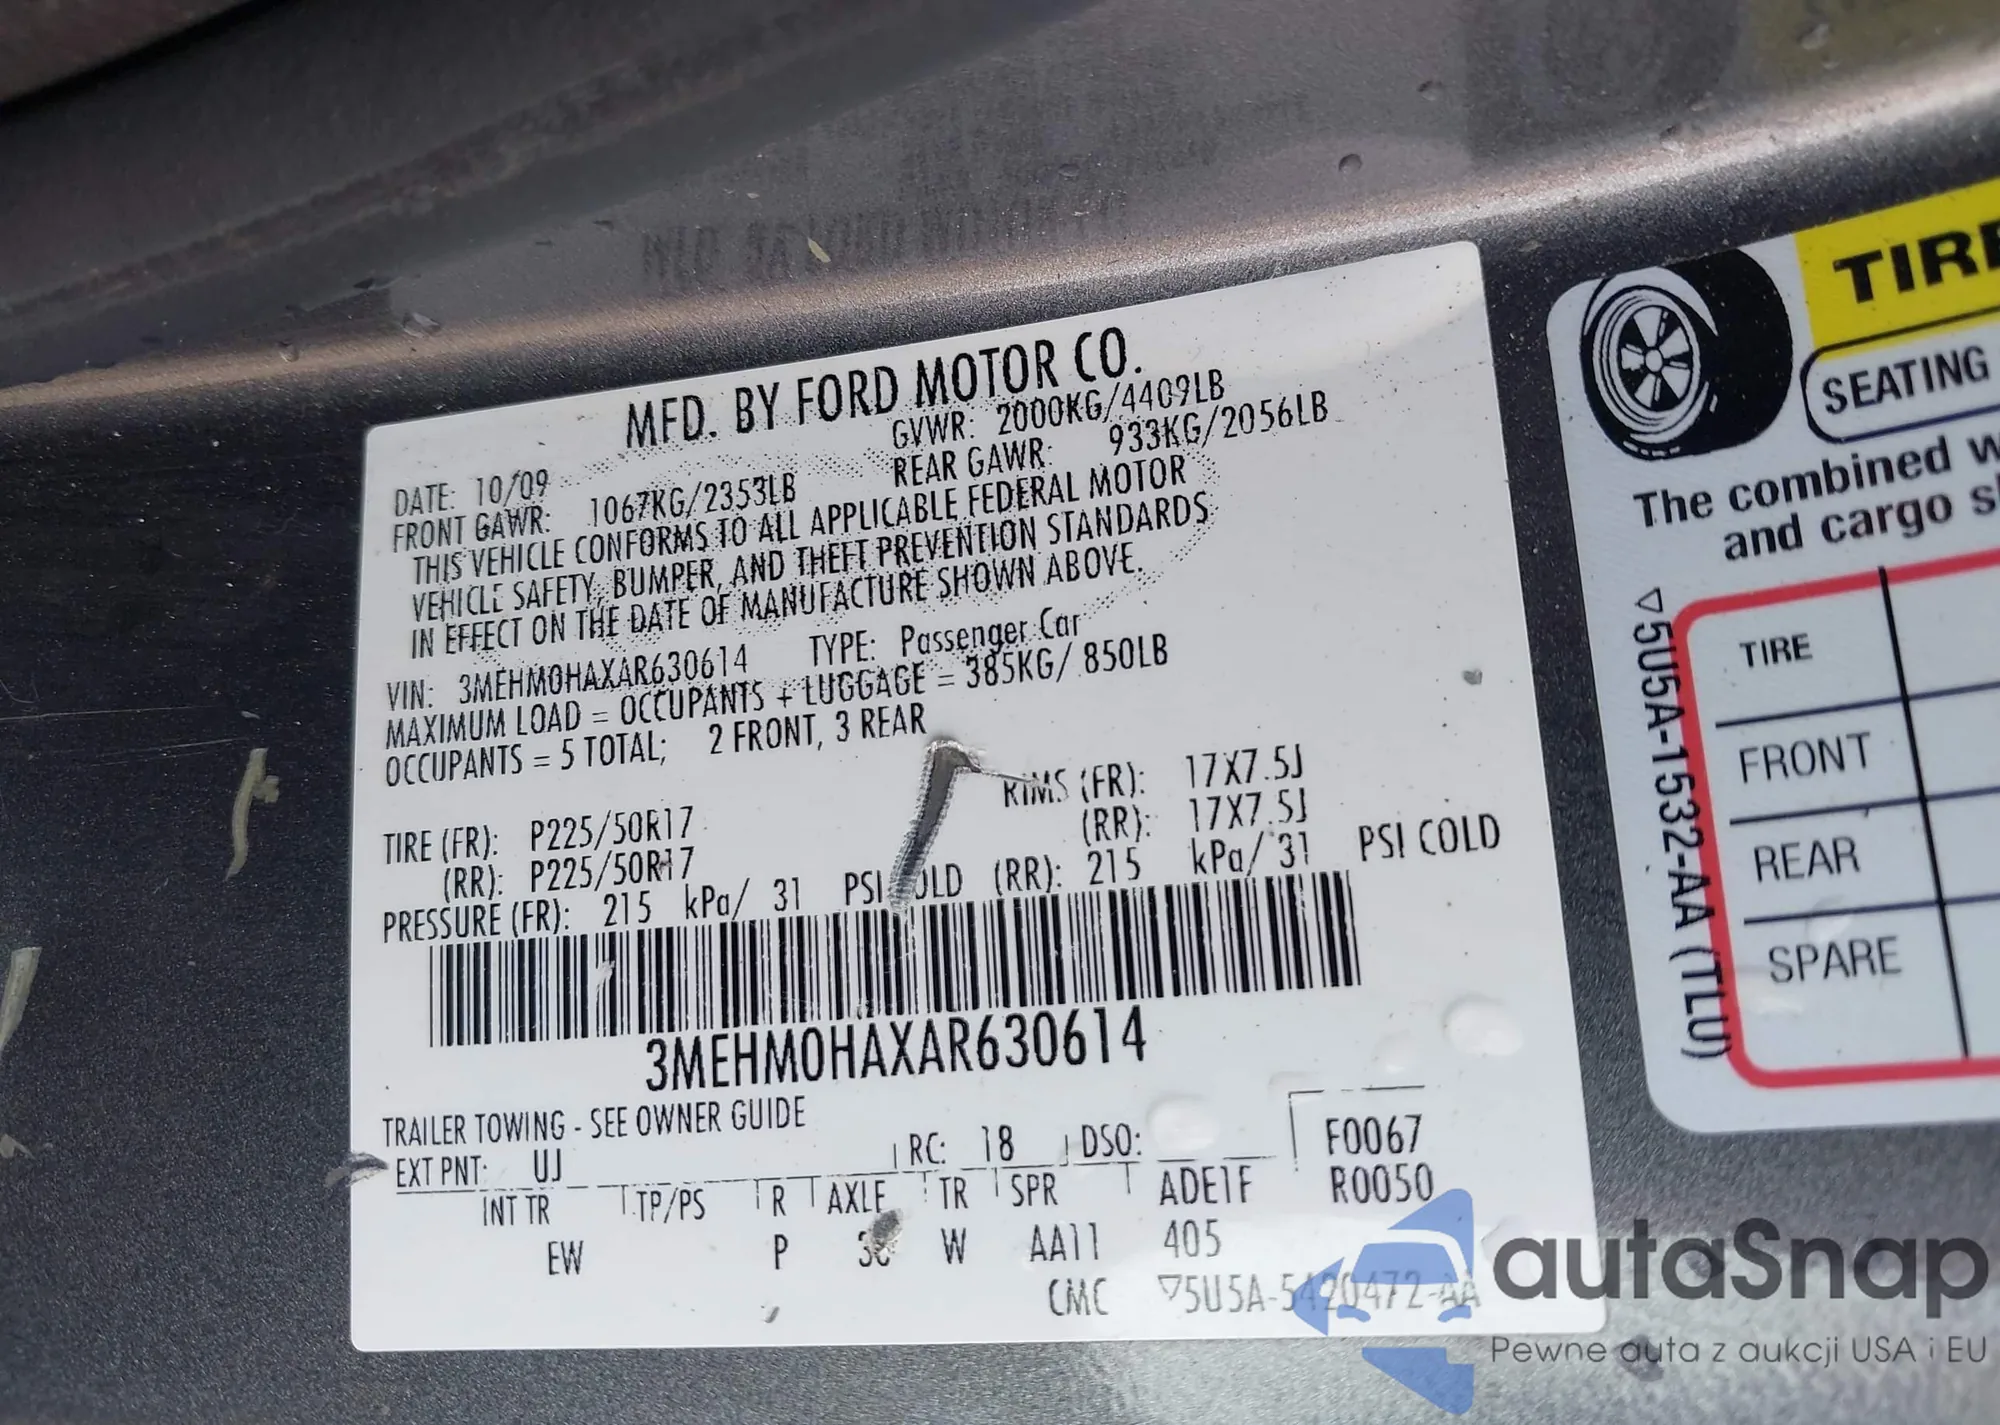 MFD. BY FORD MOTOR CO.
DATE: 10/09 GVWR: 2000KG/4409LB
FRONT GAWR: 1067KG/2353LB REAR GAWR: 933KG/2056LB
THIS VEHICLE CONFORMS TO ALL APPLICABLE FEDERAL MOTOR
VEHICLE SAFETY, BUMPER, AND THEFT PREVENTION STANDARDS
IN EFFECT ON THE DATE OF MANUFACTURE SHOWN ABOVE.
VIN: 3MEHM0HAXAR630614 TYPE: Passenger Car
MAXIMUM LOAD = OCCUPANTS + LUGGAGE = 385KG/ 850LB
OCCUPANTS = 5 TOTAL; 2 FRONT, 3 REAR
TIRE (FR): P225/50R17 RIMS (FR): 17X7.5J
(RR): P225/50R17 (RR): 17X7.5J
PRESSURE (FR): 215 kPa/ 31 PSI COLD (RR): 215 kPa/ 31 PSI COLD
3MEHM0HAXAR630614
TRAILER TOWING - SEE OWNER GUIDE
EXT PNT: UJ RC: 18 DSO: F0067
INT TR TP/PS R AXLE TR SPR ADE1F R0050
EW P W AA11 405
CMC ▽5U5A-5420472-AA
TIRE
SEATING
The combined
and cargo
▽5U5A-1532-AA (TLU)
TIRE
FRONT
REAR
SPARE
autaSnap
Pewne auta z aukcji USA i EU